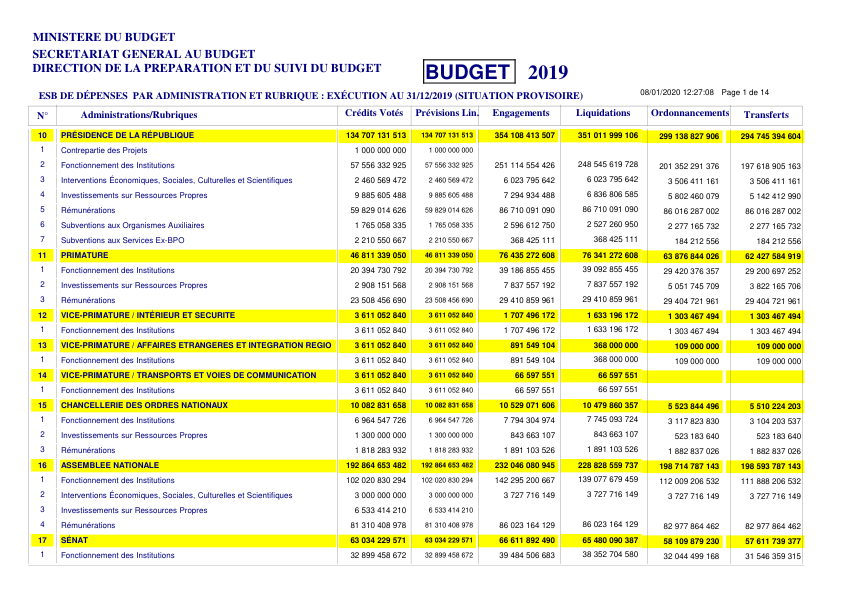 MINISTERE DU BUDGET
SECRETARIAT GENERAL AU BUDGET
DIRECTION DE LA PREPARATION ET DU SUIVI DU BUDGET
BUDGET 2019
08/01/2020 12:27:08 Page 1 de 14
ESB DE DÉPENSES PAR ADMINISTRATION ET RUBRIQUE : EXÉCUTION AU 31/12/2019 (SITUATION PROVISOIRE)
N° Administrations/Rubriques Crédits Votés Prévisions Lin. Engagements Liquidations Ordonnancements Transferts
10 PRÉSIDENCE DE LA RÉPUBLIQUE 134 707 131 513 134 707 131 513 354 108 413 507 351 011 999 106 299 138 827 906 294 745 394 604
1 Contrepartie des Projets 1 000 000 000 1 000 000 000
2 Fonctionnement des Institutions 57 556 332 925 57 556 332 925 251 114 554 426 248 545 619 728 201 352 291 376 197 618 905 163
3 Interventions Économiques, Sociales, Culturelles et Scientifiques 2 460 569 472 2 460 569 472 6 023 795 642 6 023 795 642 3 506 411 161 3 506 411 161
4 Investissements sur Ressources Propres 9 885 605 488 9 885 605 488 7 294 934 488 6 836 806 585 5 802 460 079 5 142 412 990
5 Rémunérations 59 829 014 626 59 829 014 626 86 710 091 090 86 710 091 090 86 016 287 002 86 016 287 002
6 Subventions aux Organismes Auxiliaires 1 765 058 335 1 765 058 335 2 596 612 750 2 527 260 950 2 277 165 732 2 277 165 732
7 Subventions aux Services Ex-BPO 2 210 550 667 2 210 550 667 368 425 111 368 425 111 184 212 556 184 212 556
11 PRIMATURE 46 811 339 050 46 811 339 050 76 435 272 608 76 341 272 608 63 876 844 026 62 427 584 919
1 Fonctionnement des Institutions 20 394 730 792 20 394 730 792 39 186 855 455 39 092 855 455 29 420 376 357 29 200 697 252
2 Investissements sur Ressources Propres 2 908 151 568 2 908 151 568 7 837 557 192 7 837 557 192 5 051 745 709 3 822 165 706
3 Rémunérations 23 508 456 690 23 508 456 690 29 410 859 961 29 410 859 961 29 404 721 961 29 404 721 961
12 VICE-PRIMATURE / INTÉRIEUR ET SECURITE 3 611 052 840 3 611 052 840 1 707 496 172 1 633 196 172 1 303 467 494 1 303 467 494
1 Fonctionnement des Institutions 3 611 052 840 3 611 052 840 1 707 496 172 1 633 196 172 1 303 467 494 1 303 467 494
13 VICE-PRIMATURE / AFFAIRES ETRANGERES ET INTEGRATION REGIO 3 611 052 840 3 611 052 840 891 549 104 368 000 000 109 000 000 109 000 000
1 Fonctionnement des Institutions 3 611 052 840 3 611 052 840 891 549 104 368 000 000 109 000 000 109 000 000
14 VICE-PRIMATURE / TRANSPORTS ET VOIES DE COMMUNICATION 3 611 052 840 3 611 052 840 66 597 551 66 597 551
1 Fonctionnement des Institutions 3 611 052 840 3 611 052 840 66 597 551 66 597 551
15 CHANCELLERIE DES ORDRES NATIONAUX 10 082 831 658 10 082 831 658 10 529 071 606 10 479 860 357 5 523 844 496 5 510 224 203
1 Fonctionnement des Institutions 6 964 547 726 6 964 547 726 7 794 304 974 7 745 093 724 3 117 823 830 3 104 203 537
2 Investissements sur Ressources Propres 1 300 000 000 1 300 000 000 843 663 107 843 663 107 523 183 640 523 183 640
3 Rémunérations 1 818 283 932 1 818 283 932 1 891 103 526 1 891 103 526 1 882 837 026 1 882 837 026
16 ASSEMBLEE NATIONALE 192 864 653 482 192 864 653 482 232 046 080 945 228 828 559 737 198 714 787 143 198 593 787 143
1 Fonctionnement des Institutions 102 020 830 294 102 020 830 294 142 295 200 667 139 077 679 459 112 009 206 532 111 888 206 532
2 Interventions Économiques, Sociales, Culturelles et Scientifiques 3 000 000 000 3 000 000 000 3 727 716 149 3 727 716 149 3 727 716 149 3 727 716 149
3 Investissements sur Ressources Propres 6 533 414 210 6 533 414 210
4 Rémunérations 81 310 408 978 81 310 408 978 86 023 164 129 86 023 164 129 82 977 864 462 82 977 864 462
17 SÉNAT 63 034 229 571 63 034 229 571 66 611 892 490 65 480 090 387 58 109 879 230 57 611 739 377
1 Fonctionnement des Institutions 32 899 458 672 32 899 458 672 39 484 506 683 38 352 704 580 32 044 499 168 31 546 359 315